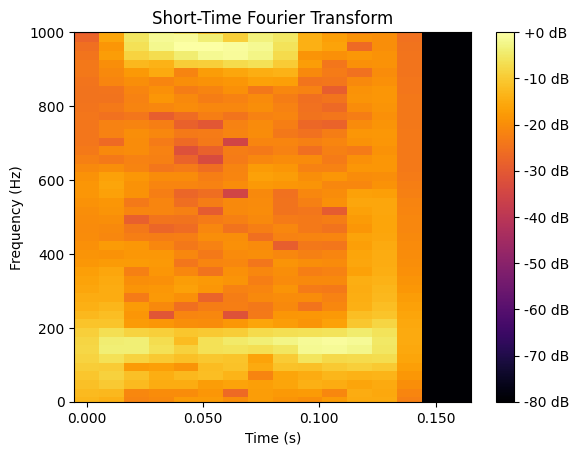 Short-Time Fourier Transform
1000
800
600
400
200
0
Frequency (Hz)
0.000
0.050
0.100
0.150
Time (s)
+0 dB
-10 dB
-20 dB
-30 dB
-40 dB
-50 dB
-60 dB
-70 dB
-80 dB